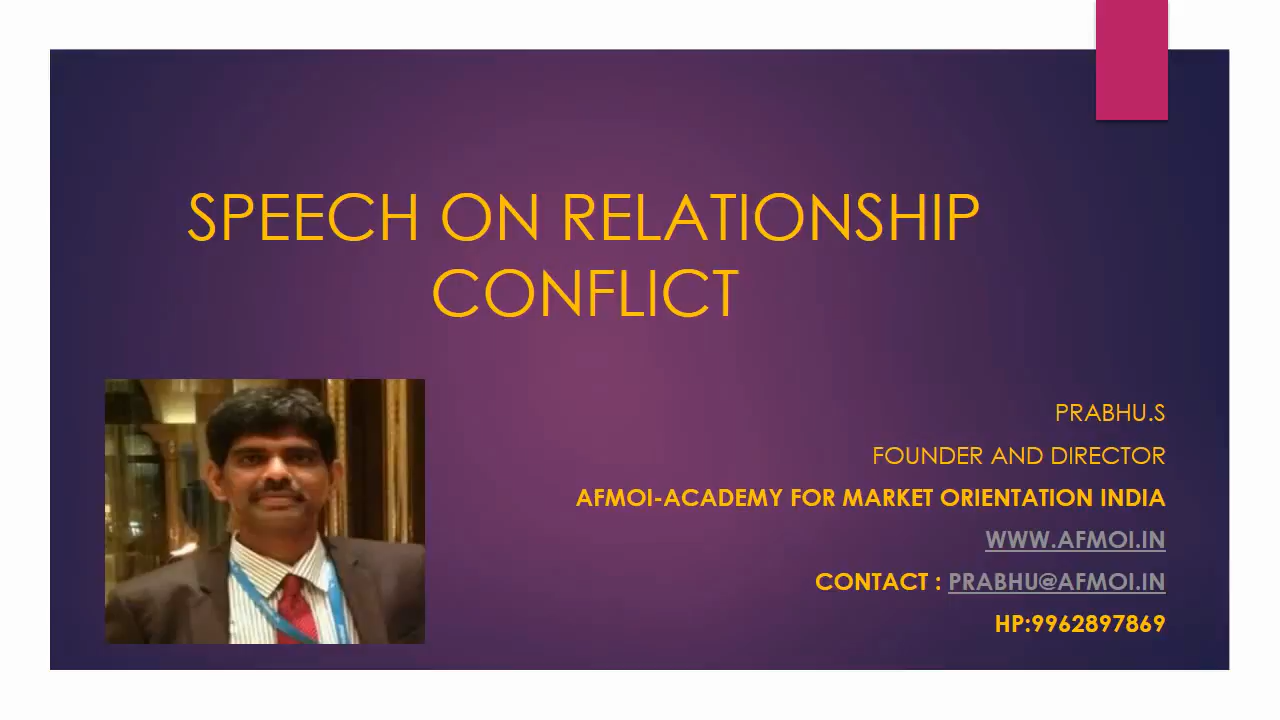 SPEECH ON RELATIONSHIP
CONFLICT
PRABHU.S
FOUNDER AND DIRECTOR
AFMOI-ACADEMY FOR MARKET ORIENTATION INDIA
WWW.AFMOI.IN
CONTACT : PRABHU@AFMOI.IN
HP:9962897869